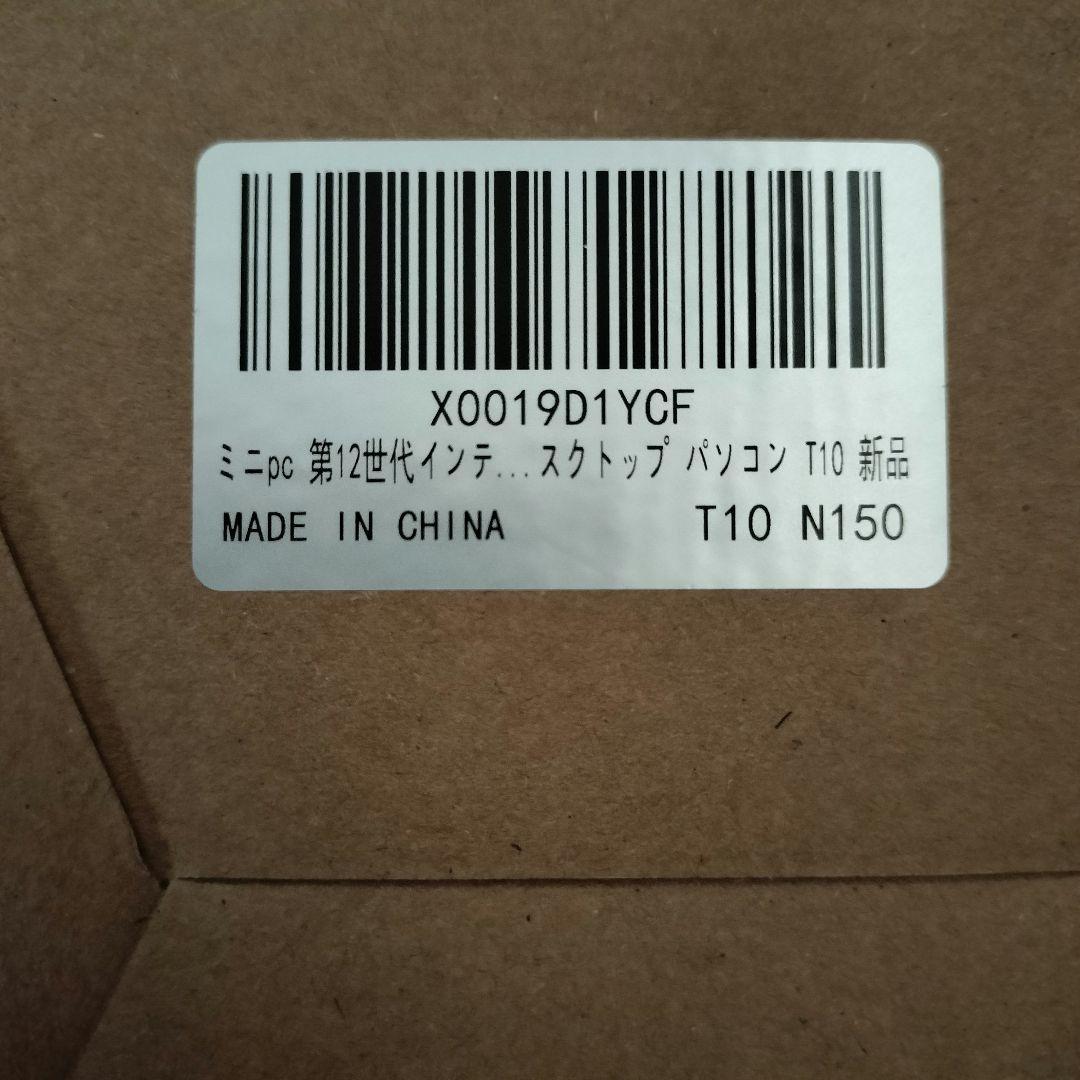 X0019D1YCF
ミニpc 第12世代インテ...スクトップ パソコン T10 新品
MADE IN CHINA T10 N150